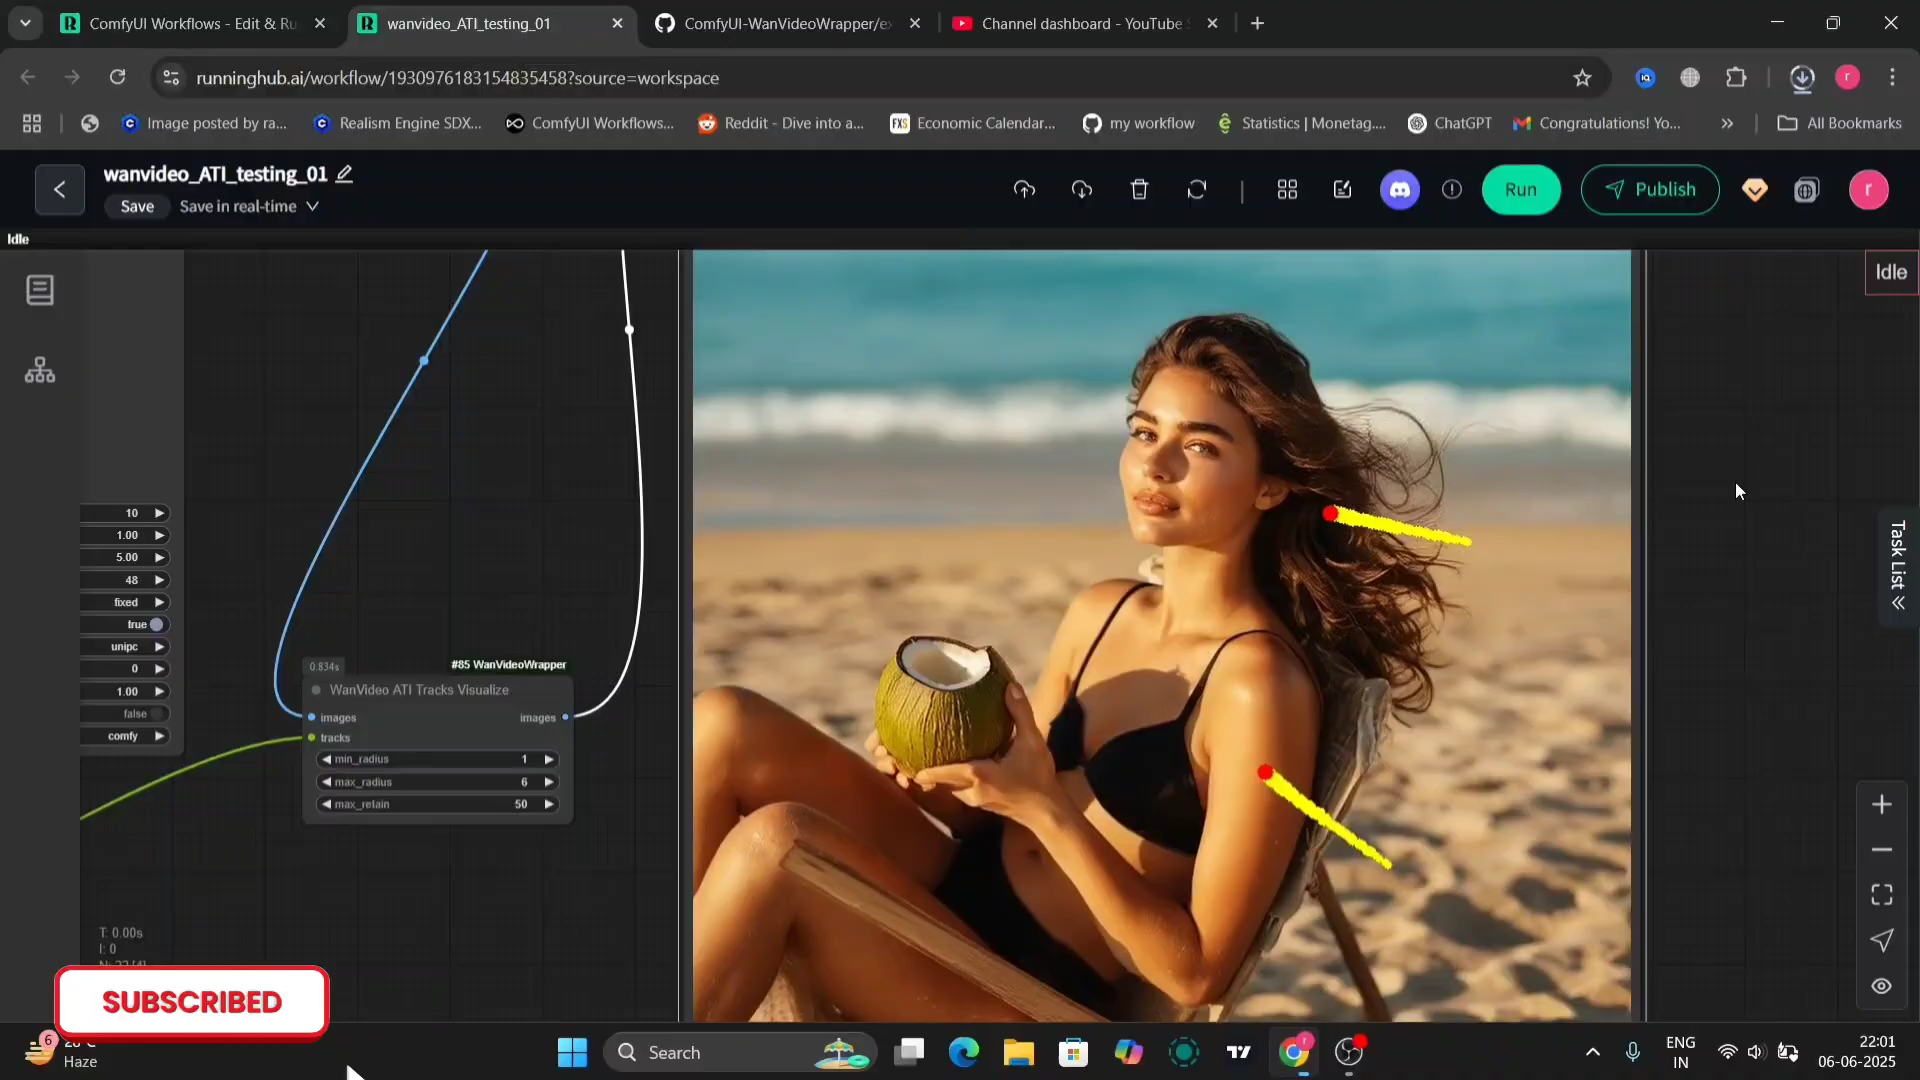 ComfyUI Workflows - Edit & Ru
wanvideo_ATI_testing_01
ComfyUI-WanVideoWrapper/ex
Channel dashboard - YouTube S
runninghub.ai/workflow/1930976183154835458?source=workspace
Image posted by ra...
Realism Engine SDX...
ComfyUI Workflows...
Reddit - Dive into a...
FXS
Economic Calendar...
my workflow
Statistics | Monetag....
ChatGPT
Congratulations! Yo...
All Bookmarks
wanvideo_ATI_testing_01
Save
Save in real-time
Run
Publish
r
Idle
Idle
10
1.00
5.00
48
fixed
true
unipc
0
1.00
false
comfy
0.834s
#85 WanVideoWrapper
WanVideo ATI Tracks Visualize
images
images
tracks
min_radius 1
max_radius 6
max_retain 50
Task List
T: 0.00s
I: 0
SUBSCRIBED
6
Haze
Search
ENG
IN
22:01
06-06-2025